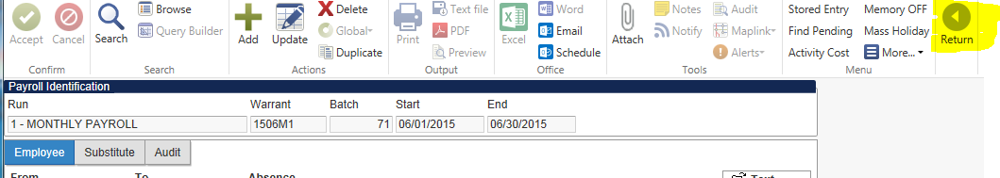 Accept Cancel Search Browse Query Builder Add Update Delete Global Duplicate Print Text file PDF Preview Excel Word Email Schedule Attach Notes Notify Audit Maplink Alerts Stored Entry Find Pending Activity Cost Memory OFF Mass Holiday More... Return
Confirm Search Actions Output Office Tools Menu
Payroll Identification
Run Warrant Batch Start End
1 - MONTHLY PAYROLL 1506M1 71 06/01/2015 06/30/2015
Employee Substitute Audit
From To Absence Text